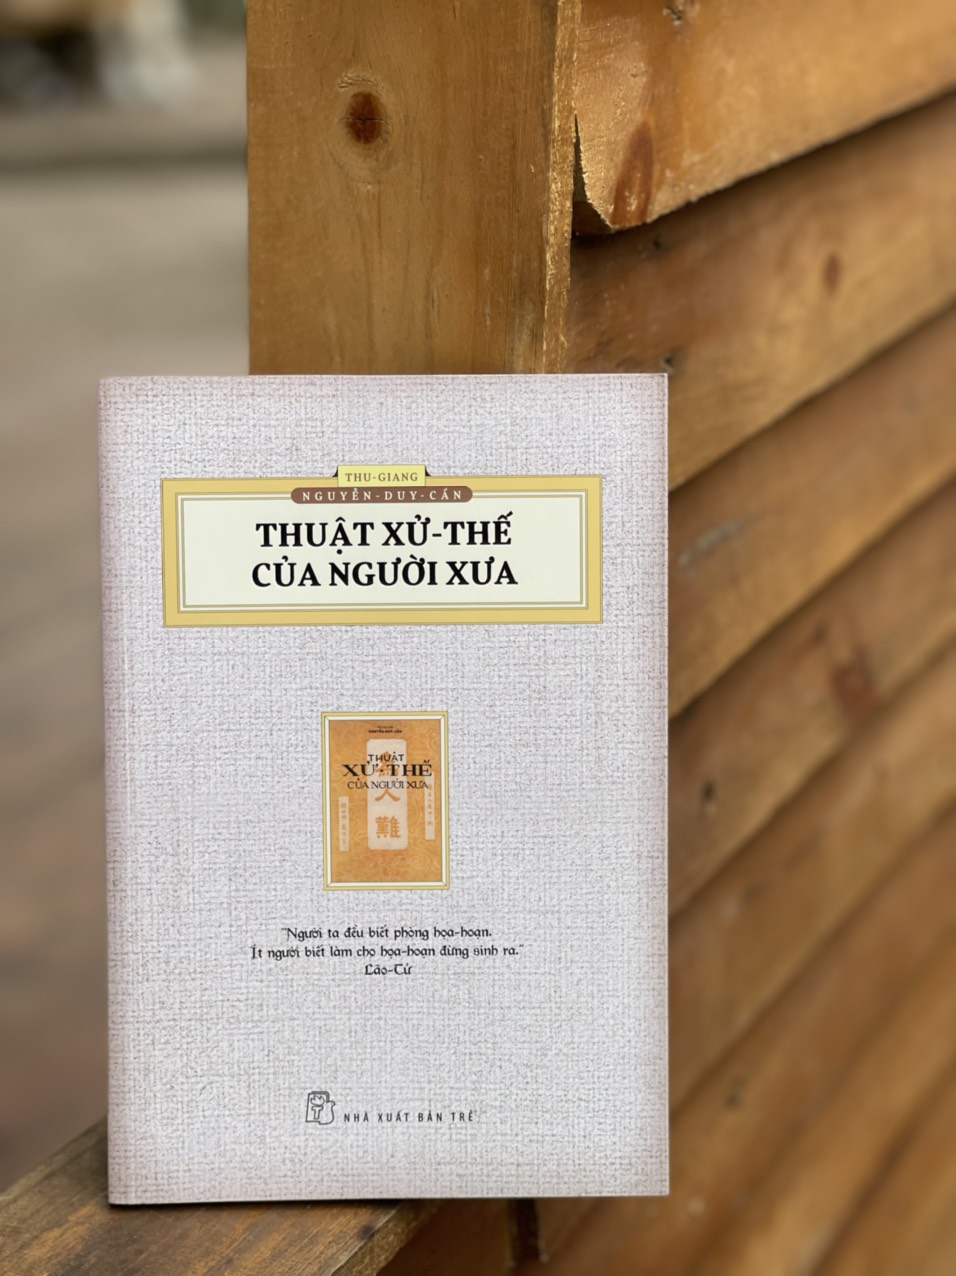 THU-GIANG
NGUYỄN-DUY-CẦN
THUẬT XỬ-THẾ
CỦA NGƯỜI XƯA
THUẬT
XỬ-THẾ
CỦA NGƯỜI XƯA
人
難
"Người ta đều biết phòng họa-hoạn.
Ít người biết làm cho họa-hoạn đừng sinh ra."
Lão-Tử
NHÀ XUẤT BẢN TRẺ